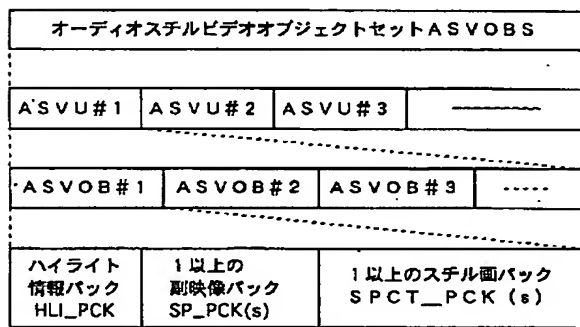 オーディオスチルビデオオブジェクトセットASVOBS
ASVU#1 ASVU#2 ASVU#3
ASVOB#1 ASVOB#2 ASVOB#3 -----
ハイライト
情報パック
HLI_PCK
1以上の
副映像パック
SP_PCK(s)
1以上のスチル画パック
SPCT_PCK (s)